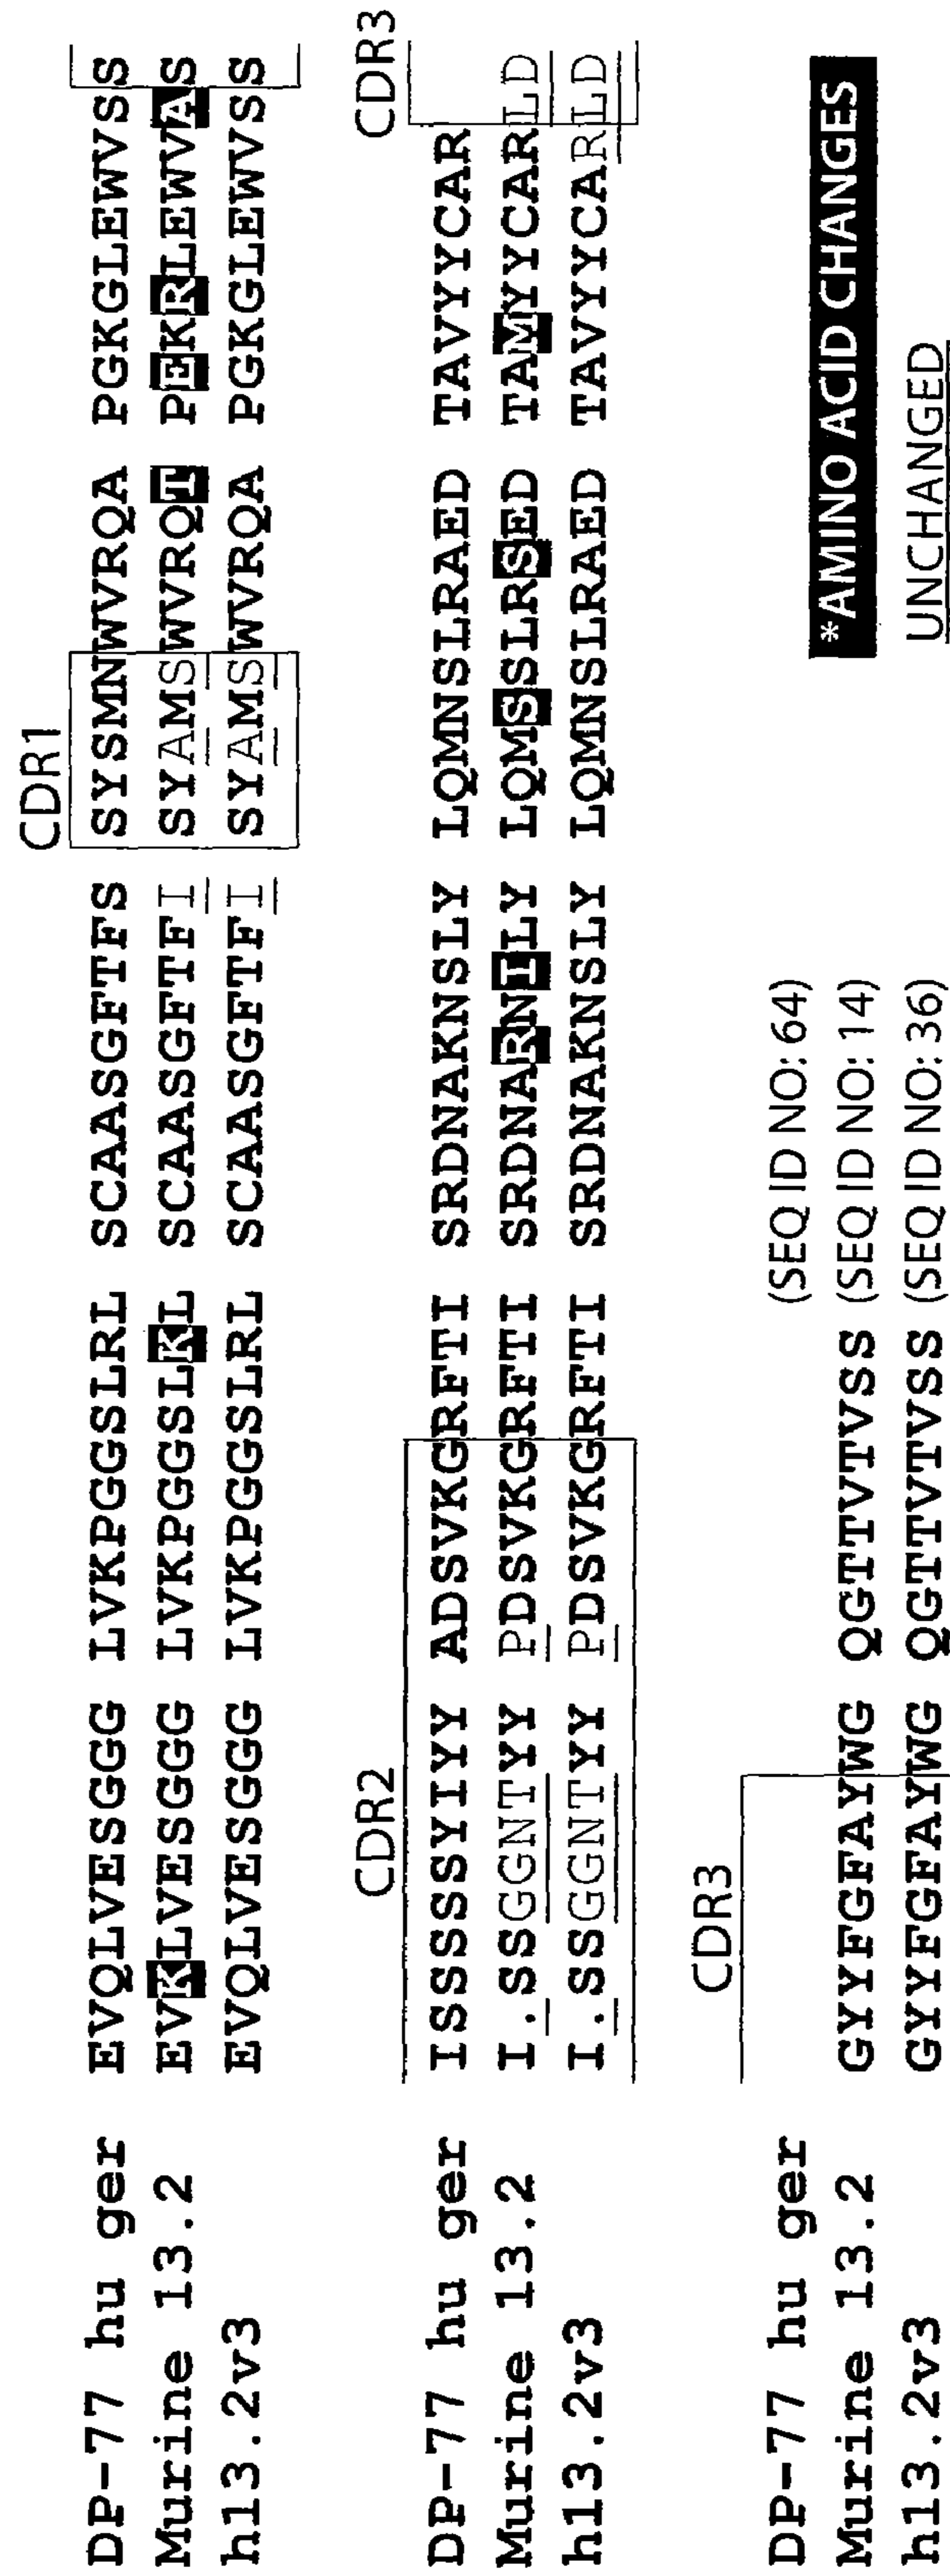 CDR1
DP-77 hu ger EVQLVESGGG LVKPGGSLRL SCAASGFTFS SYSMNWVRQA PGKGLEWVSS
Murine 13.2 EVKLVESGGG LVKPGGSLKL SCAASGFTFI SYAMSWVRQT PEKRLEWVAS
h13.2v3 EVQLVESGGG LVKPGGSLRL SCAASGFTFI SYAMSWVRQA PGKGLEWVSS
CDR2 CDR3
DP-77 hu ger ISSSSSYIYY ADSVKGRFTI SRDNAKNSLY LQMNSLRAED TAVYYCAR
Murine 13.2 I.SSGGNTYY PDSVKGRFTI SRDNARNILY LQMSSLRSED TAMYYCARLD
h13.2v3 I.SSGGNTYY PDSVKGRFTI SRDNAKNSLY LQMNSLRAED TAVYYCARLD
CDR3
DP-77 hu ger (SEQ ID NO: 64)
Murine 13.2 GYYFGFAYWG QGTTVTVSS (SEQ ID NO: 14)
h13.2v3 GYYFGFAYWG QGTTVTVSS (SEQ ID NO: 36)
*AMINO ACID CHANGES
UNCHANGED